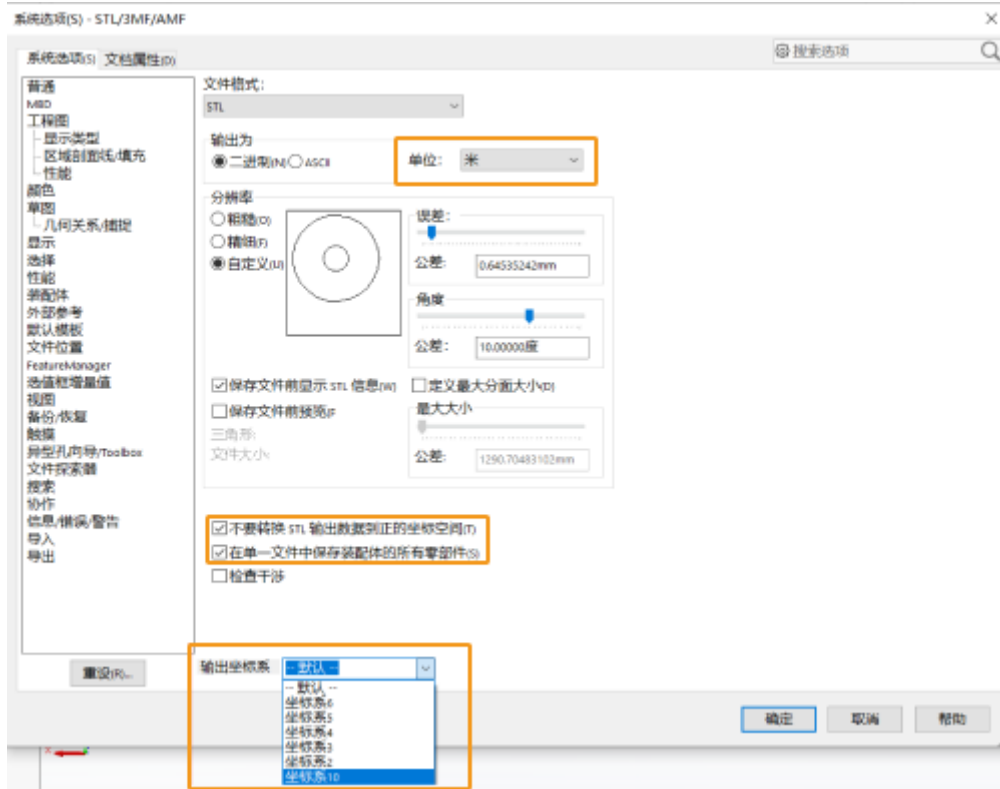 系统选项(S) - STL/3MF/AMF
搜索选项
系统选项(S) 文档属性(D)
普通
MBD
工程图
显示类型
区域剖面线/填充
性能
颜色
草图
几何关系/捕捉
显示
选择
性能
装配体
外部参考
默认模板
文件位置
FeatureManager
选值框增量值
视图
备份/恢复
触摸
异型孔向导/Toolbox
文件探索器
搜索
协作
信息/错误/警告
导入
导出
重设(R)...
文件格式:
STL
输出为
二进制(N) ASCII
单位: 米
分辨率
粗糙(O)
精细(F)
自定义(U)
误差:
公差: 0.64535242mm
角度
公差: 10.00000度
保存文件前显示 STL 信息(W)
定义最大分面大小(D)
保存文件前预览(F
最大大小
三角形:
文件大小:
公差: 1290.70483102mm
不要转换 STL 输出数据到正的坐标空间(T)
在单一文件中保存装配体的所有零部件(S)
检查干涉
输出坐标系 -- 默认 --
-- 默认 --
坐标系6
坐标系5
坐标系4
坐标系3
坐标系2
坐标系10
确定 取消 帮助